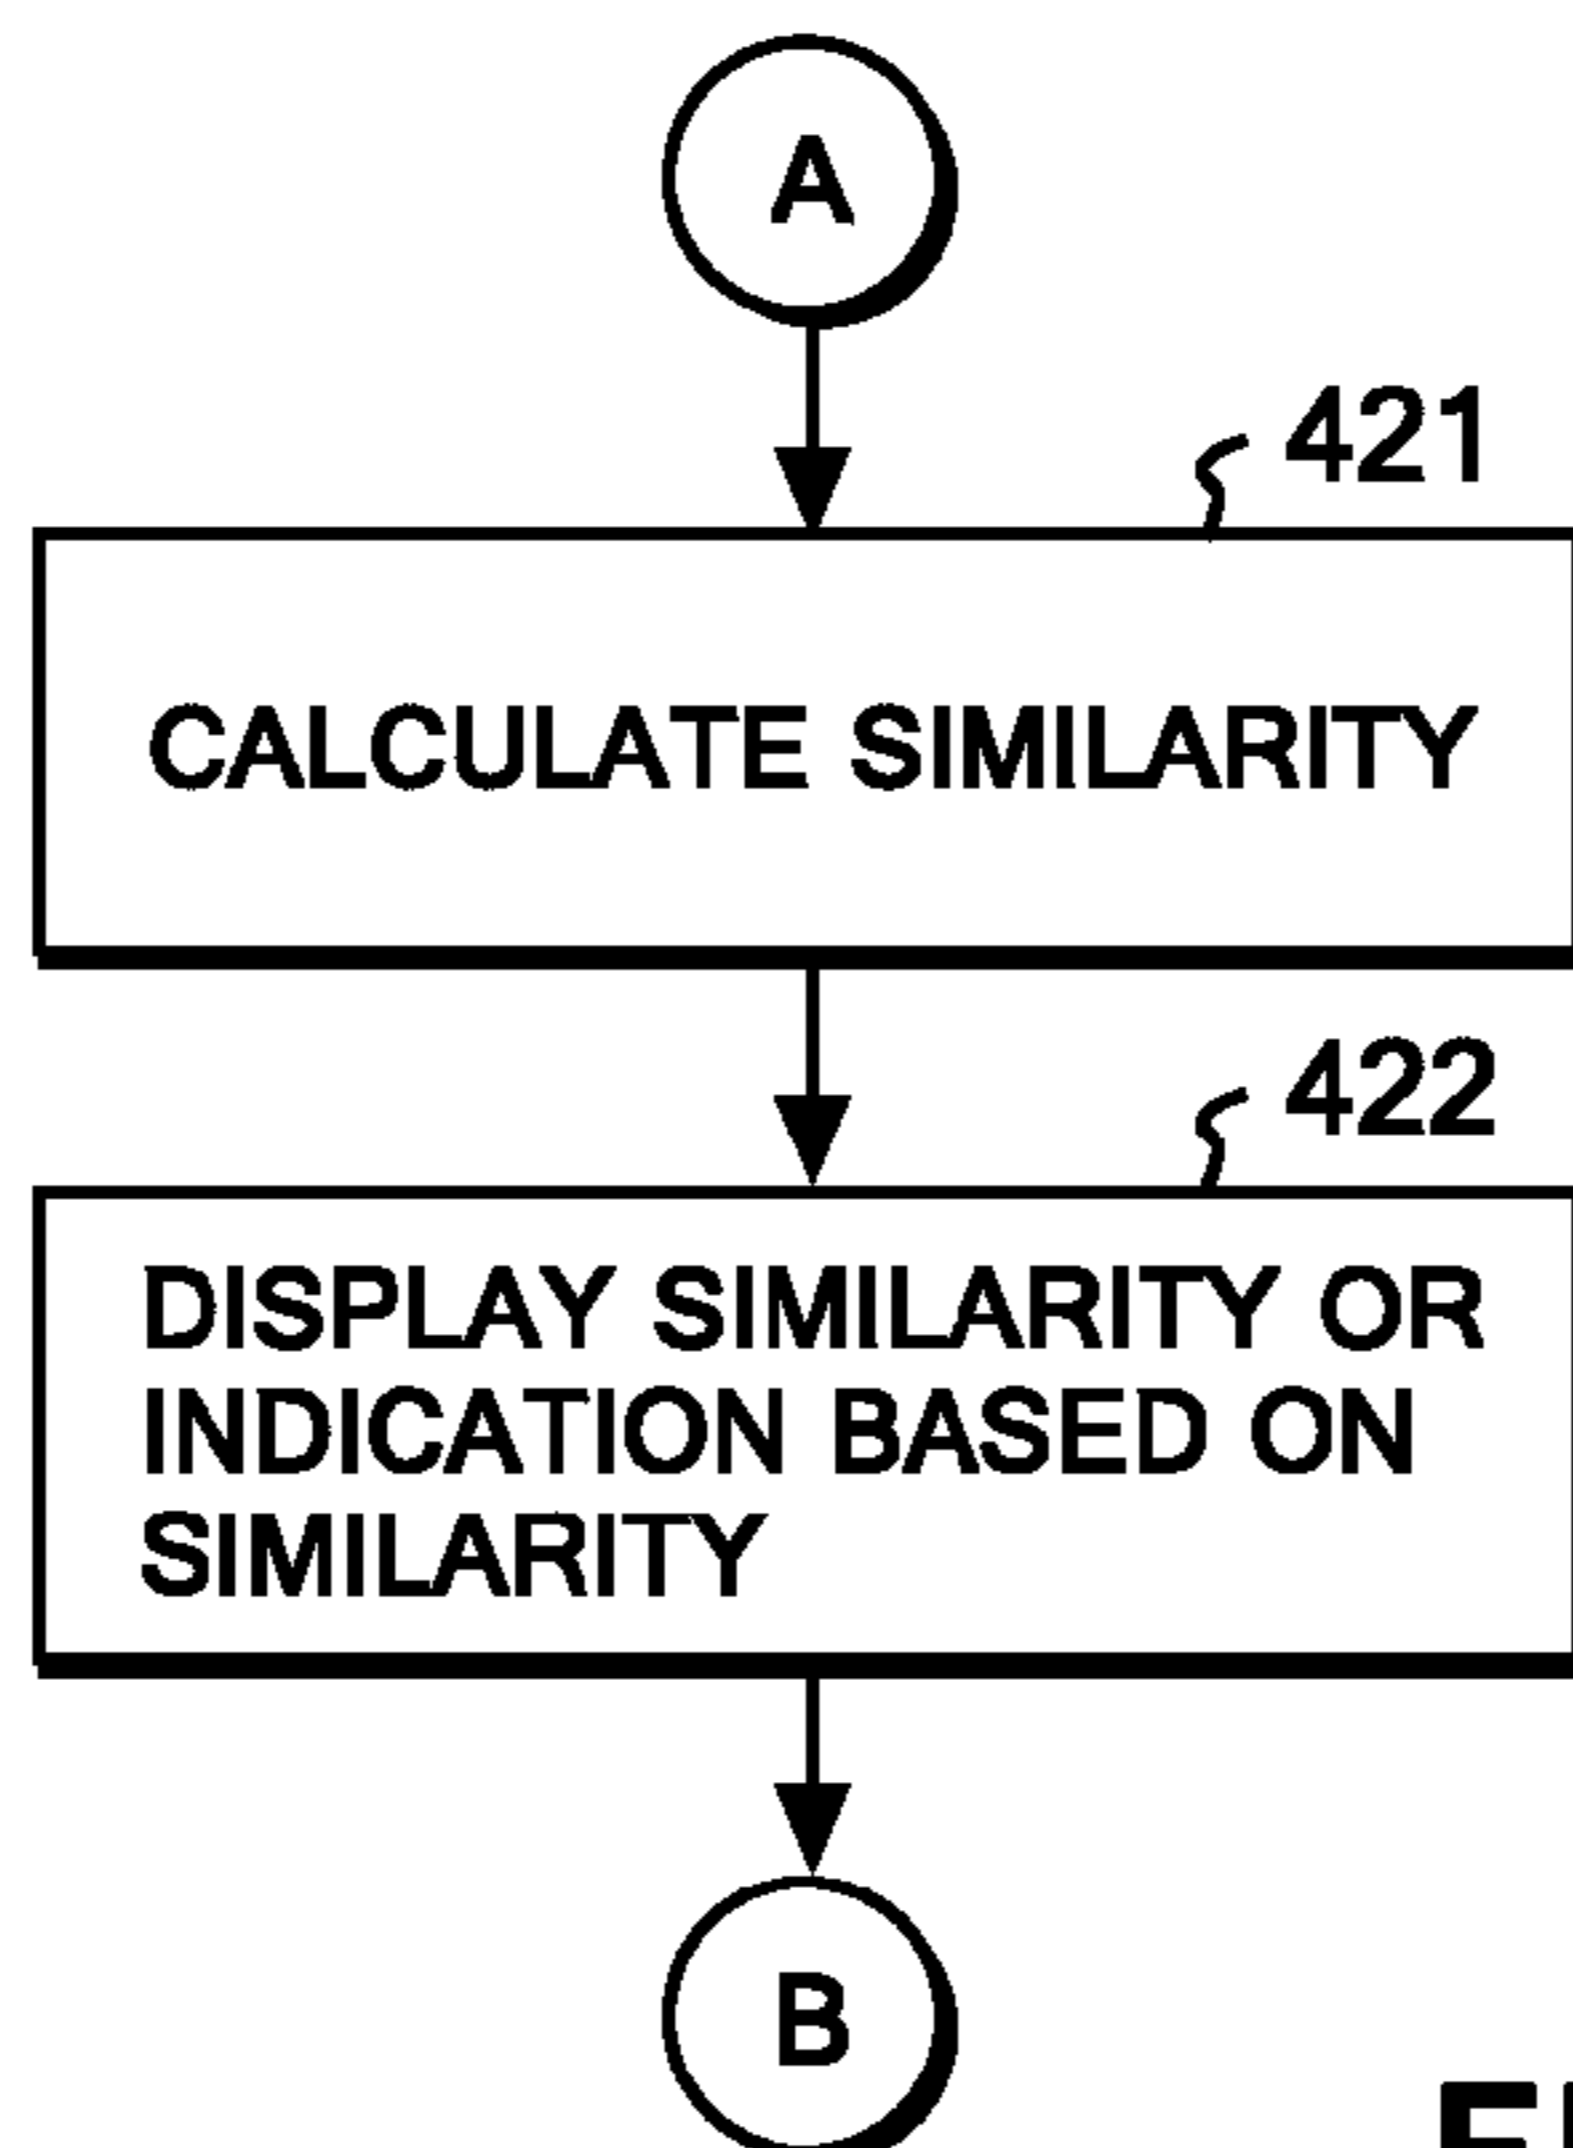 A
421
CALCULATE SIMILARITY
422
DISPLAY SIMILARITY OR
INDICATION BASED ON
SIMILARITY
B